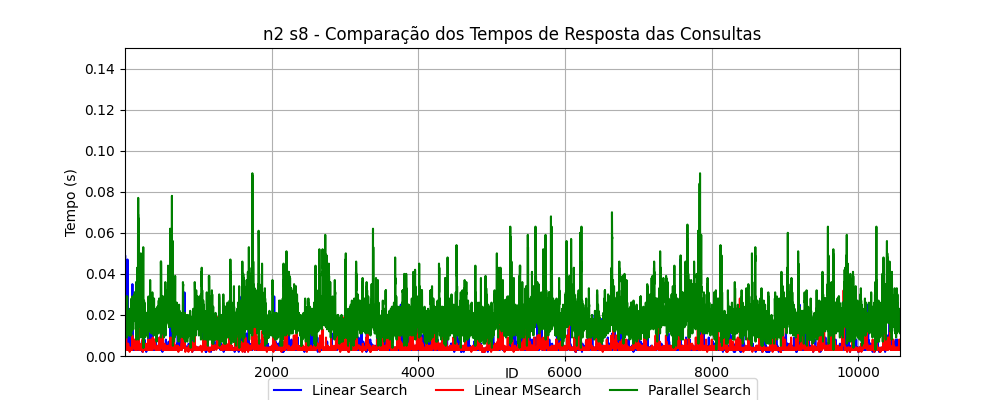 n2 s8 - Comparação dos Tempos de Resposta das Consultas
Tempo (s)
0.14
0.12
0.10
0.08
0.06
0.04
0.02
0.00
2000 4000 6000 8000 10000
ID
Linear Search Linear MSearch Parallel Search